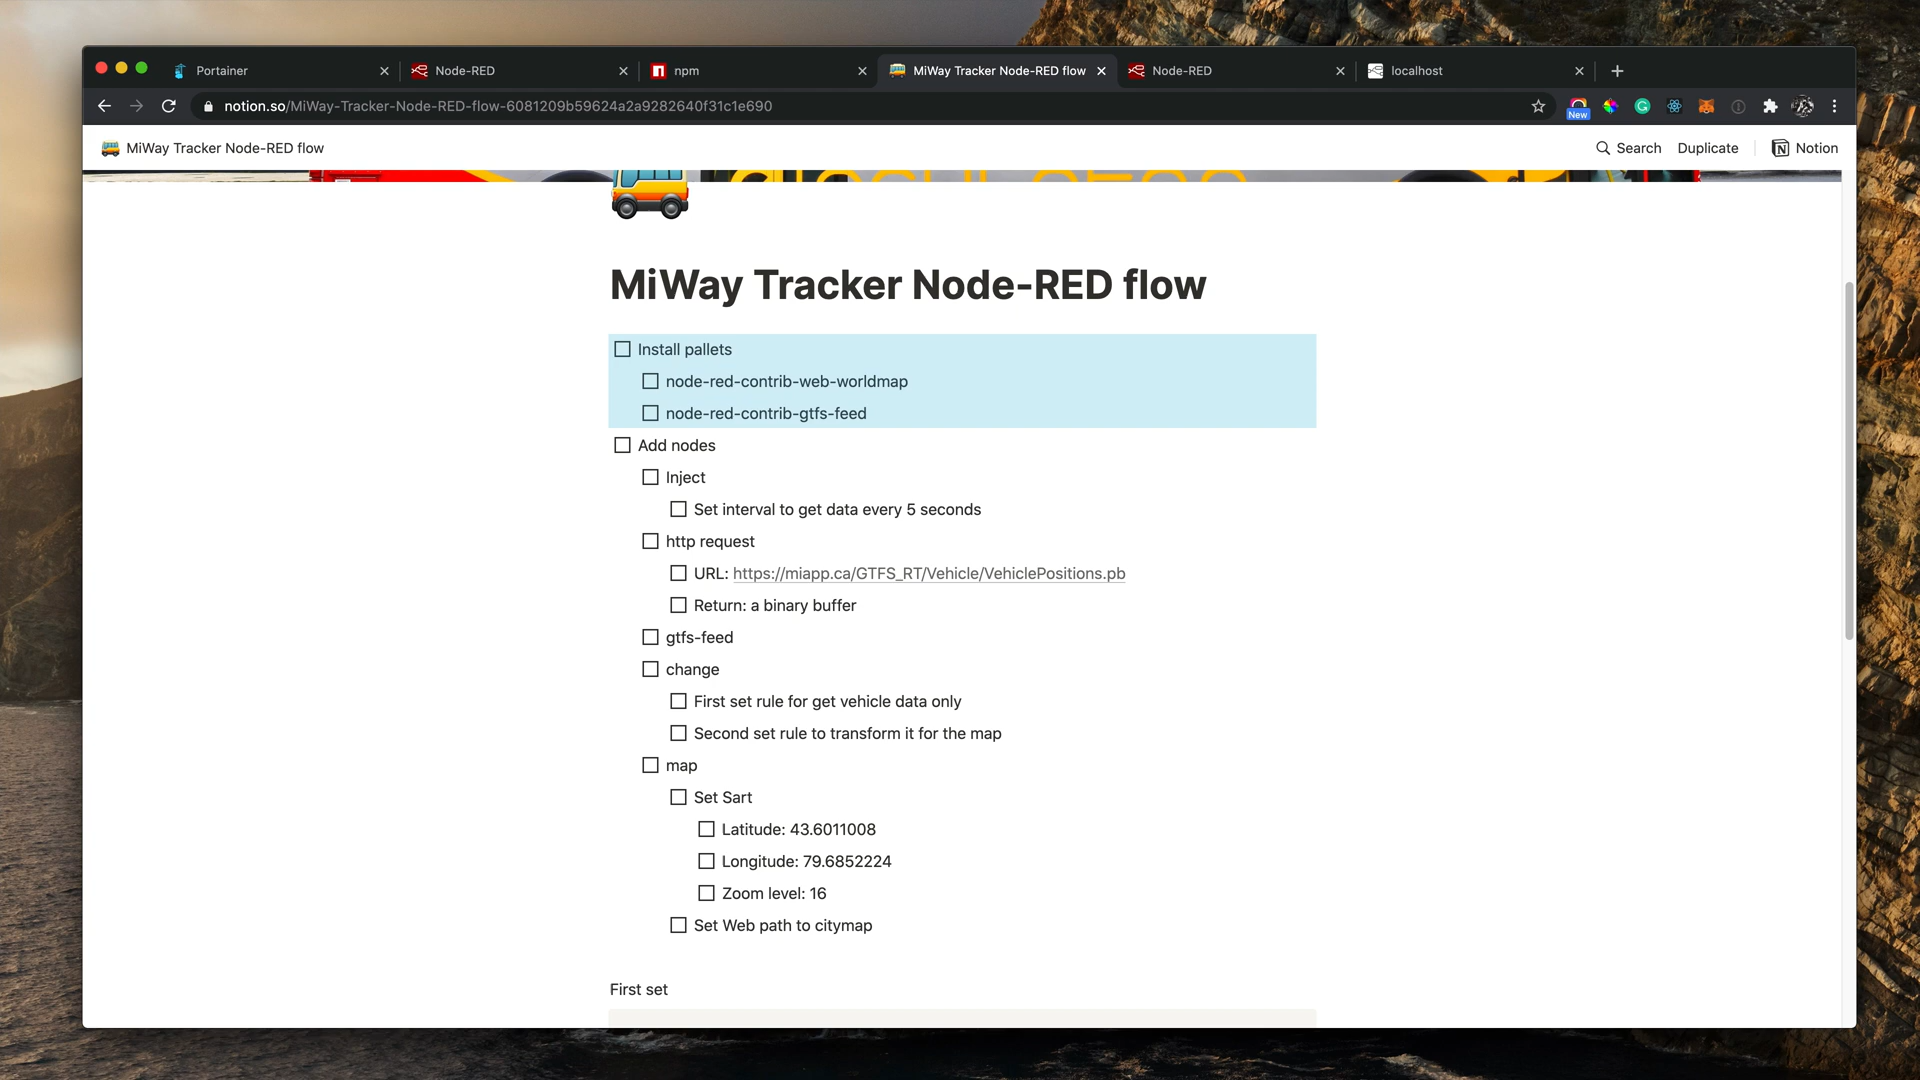 Portainer
Node-RED
npm
MiWay Tracker Node-RED flow
Node-RED
localhost
notion.so/MiWay-Tracker-Node-RED-flow-6081209b59624a2a9282640f31c1e690
New
MiWay Tracker Node-RED flow
Search
Duplicate
Notion
MiWay Tracker Node-RED flow
Install pallets
node-red-contrib-web-worldmap
node-red-contrib-gtfs-feed
Add nodes
Inject
Set interval to get data every 5 seconds
http request
URL: https://miapp.ca/GTFS_RT/Vehicle/VehiclePositions.pb
Return: a binary buffer
gtfs-feed
change
First set rule for get vehicle data only
Second set rule to transform it for the map
map
Set Sart
Latitude: 43.6011008
Longitude: 79.6852224
Zoom level: 16
Set Web path to citymap
First set